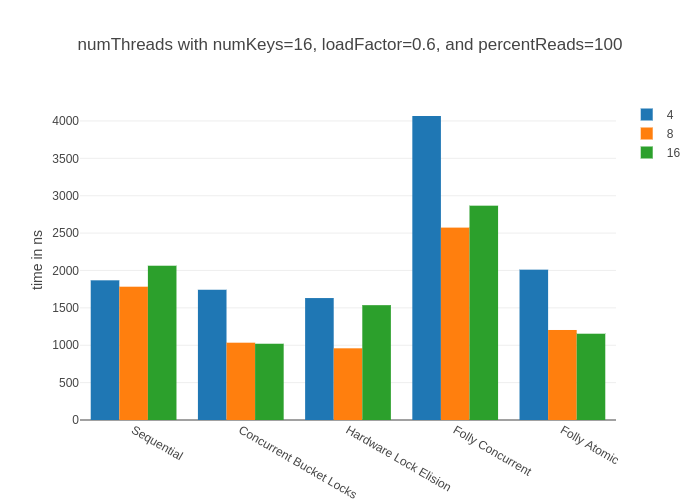 numThreads with numKeys=16, loadFactor=0.6, and percentReads=100
4
8
16
time in ns
4000
3500
3000
2500
2000
1500
1000
500
0
Sequential
Concurrent Bucket Locks
Hardware Lock Elision
Folly Concurrent
Folly Atomic